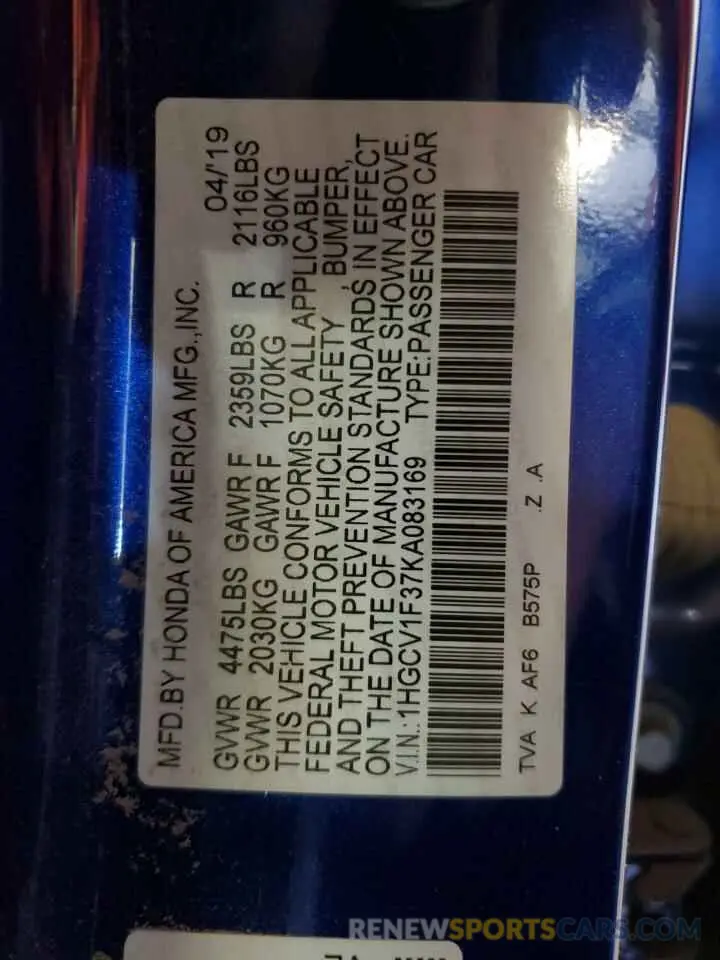 MFD.BY HONDA OF AMERICA MFG.,INC. 04/'19
GVWR 4475LBS GAWR F 2359LBS R 2116LBS
GVWR 2030KG GAWR F 1070KG R 960KG
THIS VEHICLE CONFORMS TO ALL APPLICABLE
FEDERAL MOTOR VEHICLE SAFETY , BUMPER,
AND THEFT PREVENTION STANDARDS IN EFFECT
ON THE DATE OF MANUFACTURE SHOWN ABOVE.
V.I.N.:1HGCV1F37KA083169 TYPE:PASSENGER CAR
TVA K AF6 B575P .Z .A
RENEWSPORTSCARS.COM